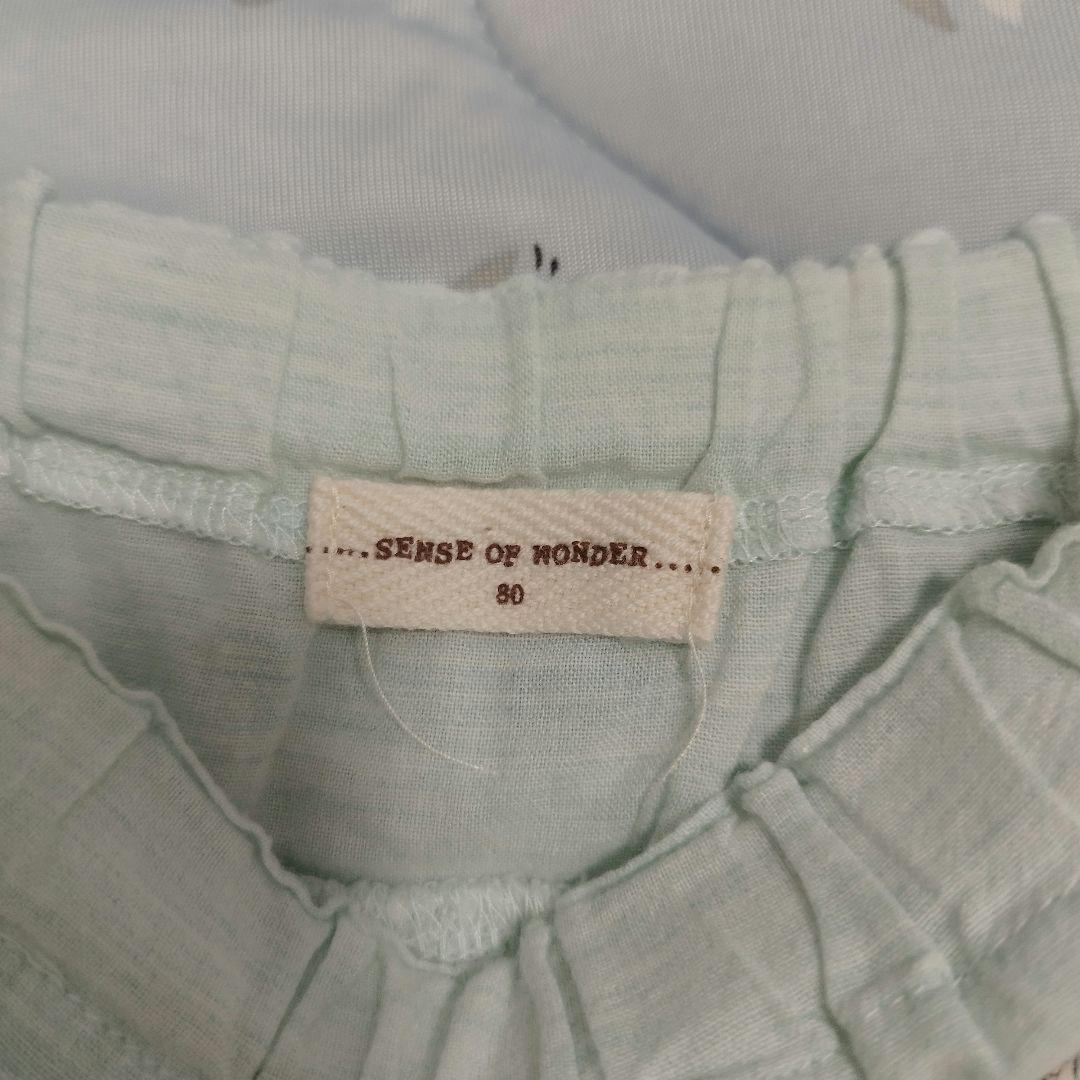 .....SENSE OF WONDER.....
80